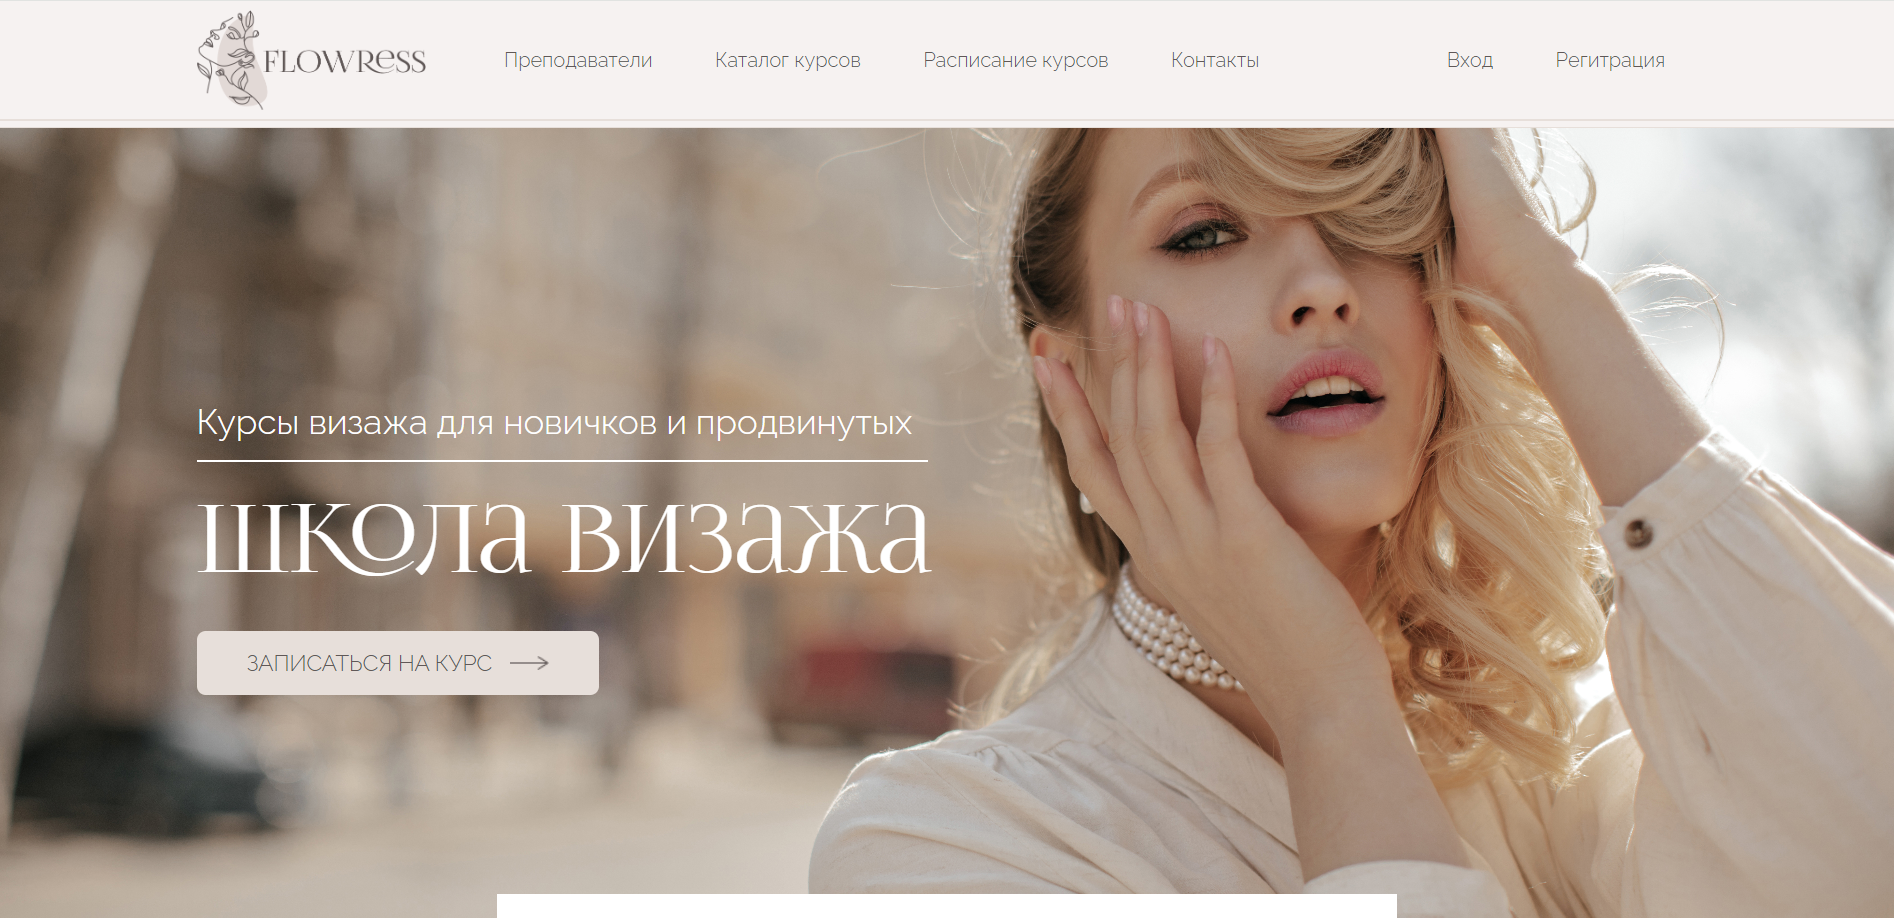 FLOWRESS
Преподаватели Каталог курсов Расписание курсов Контакты Вход Регитрация
Курсы визажа для новичков и продвинутых
ШКОЛА ВИЗАЖА
ЗАПИСАТЬСЯ НА КУРС